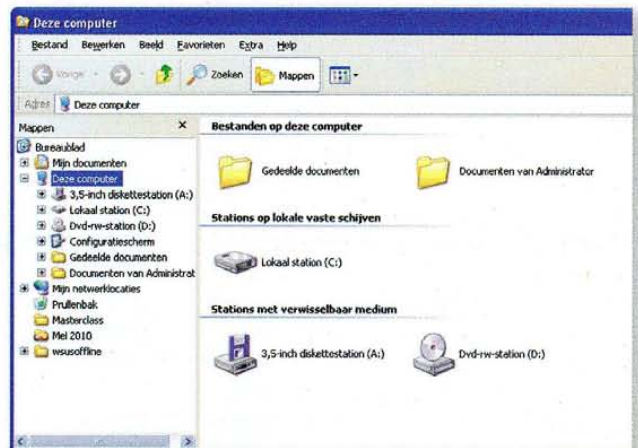 Deze computer
Bestand Bewerken Beeld Favorieten Extra Help
Vorige Zoeken Mappen
Adres Deze computer
Mappen
Bureaublad
Mijn documenten
Deze computer
3,5-inch diskettestation (A:)
Lokaal station (C:)
Dvd-rw-station (D:)
Configuratiescherm
Gedeelde documenten
Documenten van Administrat
Mijn netwerklocaties
Prullenbak
Masterclass
Mei 2010
wsusoffline
Bestanden op deze computer
Gedeelde documenten
Documenten van Administrator
Stations op lokale vaste schijven
Lokaal station (C:)
Stations met verwisselbaar medium
3,5-inch diskettestation (A:)
Dvd-rw-station (D:)